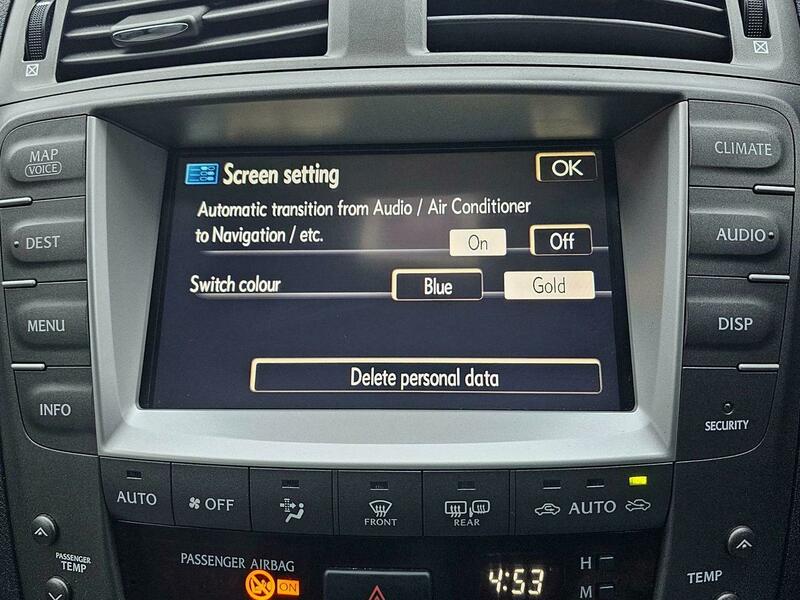 MAP
VOICE
DEST
MENU
INFO
Screen setting
OK
Automatic transition from Audio / Air Conditioner
to Navigation / etc.
On
Off
Switch colour
Blue
Gold
Delete personal data
CLIMATE
AUDIO
DISP
SECURITY
AUTO
OFF
FRONT
REAR
AUTO
PASSENGER
TEMP
PASSENGER AIRBAG
ON
4:53
H
M
TEMP